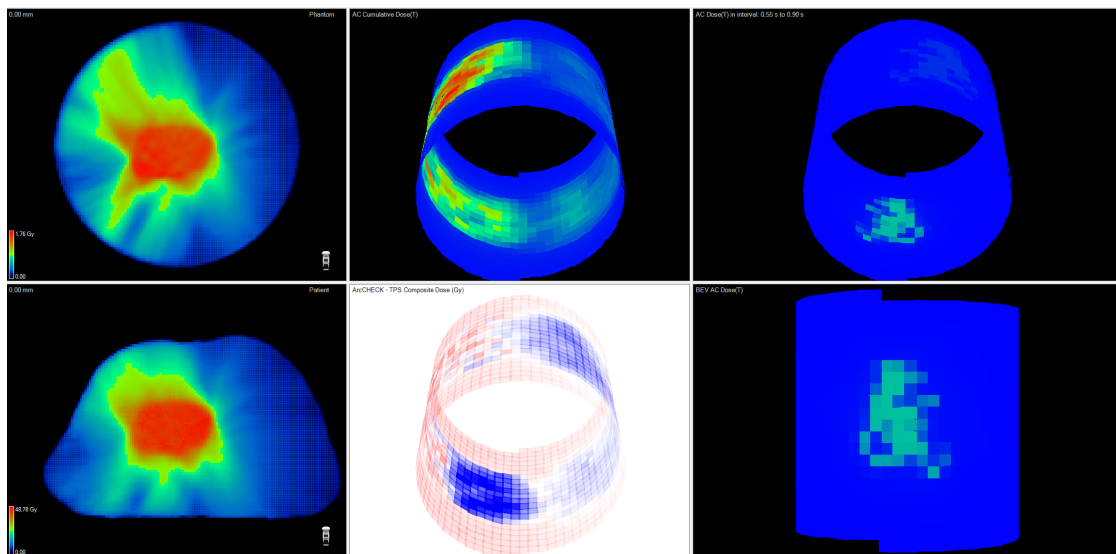 0.00 mm
Phantom
1.76 Gy
0.00
AC Cumulative Dose(T)
AC Dose(T) in interval: 0.55 s to 0.90 s
0.00 mm
Patient
48.78 Gy
0.00
ArcCHECK - TPS Composite Dose (Gy)
BEV AC Dose(T)